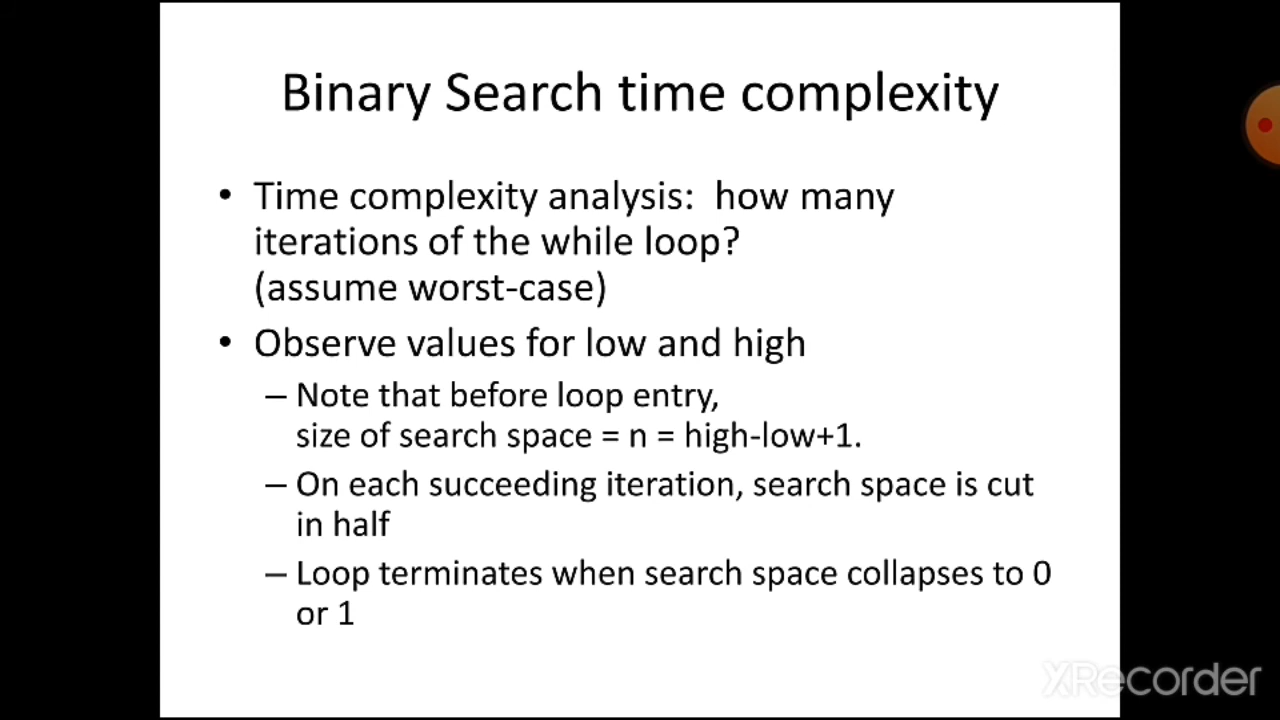 Binary Search time complexity
• Time complexity analysis:  how many
iterations of the while loop?
(assume worst-case)
• Observe values for low and high
– Note that before loop entry,
size of search space = n = high-low+1.
– On each succeeding iteration, search space is cut
in half
– Loop terminates when search space collapses to 0
or 1
XRecorder